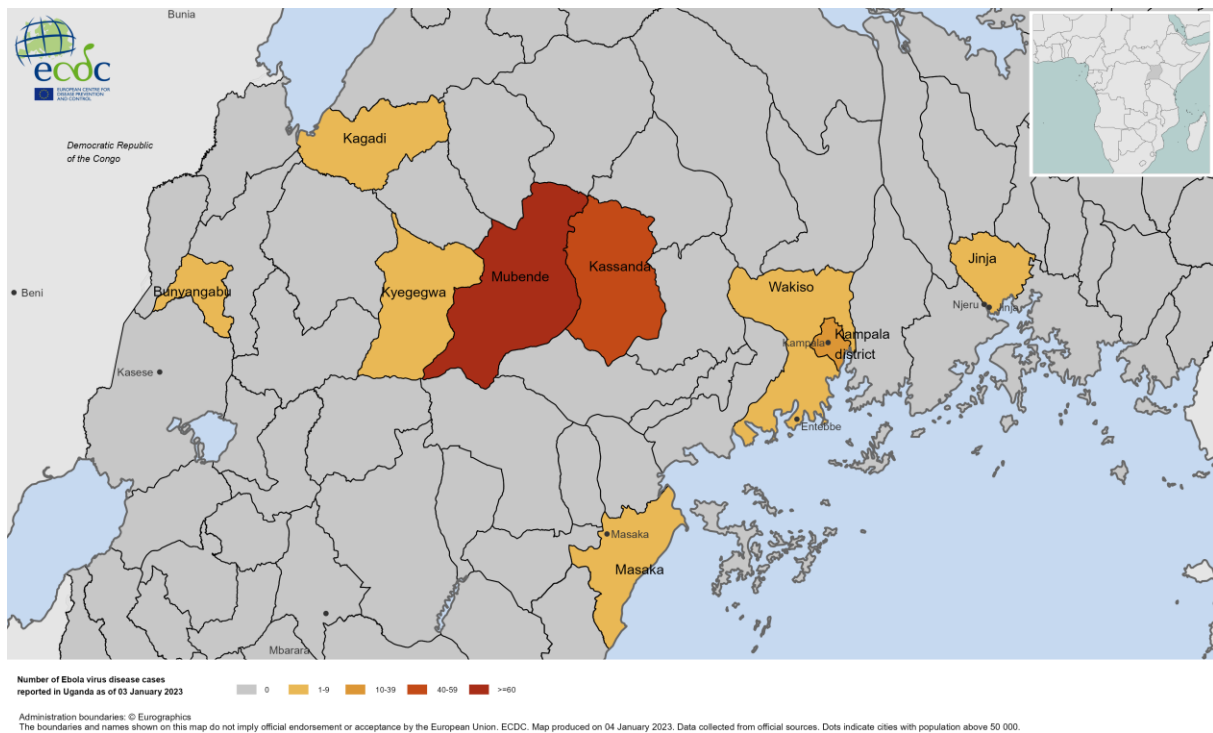 Bunia
ecdc
EUROPEAN CENTRE FOR
DISEASE PREVENTION
AND CONTROL
Democratic Republic
of the Congo
Kagadi
Beni
Bunyangabu
Kyegegwa
Mubende
Kassanda
Wakiso
Jinja
Njeru
Jinja
Kampala
Kampala
district
Kasese
Entebbe
Masaka
Masaka
Mbarara
Number of Ebola virus disease cases
reported in Uganda as of 03 January 2023
0
1-9
10-39
40-59
>=60
Administration boundaries: © Eurographics
The boundaries and names shown on this map do not imply official endorsement or acceptance by the European Union. ECDC. Map produced on 04 January 2023. Data collected from official sources. Dots indicate cities with population above 50 000.